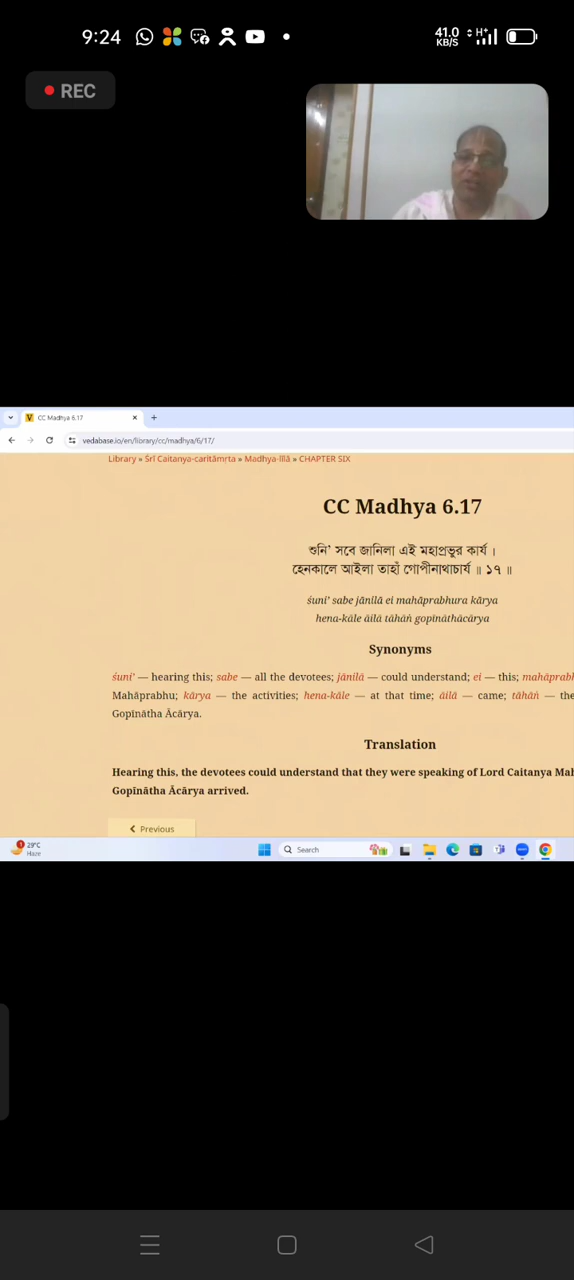 9:24
41.0
KB/S
H+
REC
CC Madhya 6.17
vedabase.io/en/library/cc/madhya/6/17/
Library » Śrī Caitanya-caritāmṛta » Madhya-līlā » CHAPTER SIX
CC Madhya 6.17
শুনি’ সবে জানিলা এই মহাপ্রভুর কার্য ।
হেনকালে আইলা তাহাঁ গোপীনাথাচার্য ॥ ১৭ ॥
śuni’ sabe jānilā ei mahāprabhura kārya
hena-kāle āilā tāhāṅ gopīnāthācārya
Synonyms
śuni’ — hearing this; sabe — all the devotees; jānilā — could understand; ei — this; mahāprabh
Mahāprabhu; kārya — the activities; hena-kāle — at that time; āilā — came; tāhāṅ — the
Gopīnātha Ācārya.
Translation
Hearing this, the devotees could understand that they were speaking of Lord Caitanya Mah
Gopīnātha Ācārya arrived.
Previous
1
29°C
Haze
Search